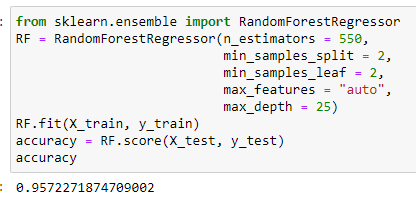 : from sklearn.ensemble import RandomForestRegressor
RF = RandomForestRegressor(n_estimators = 550,
min_samples_split = 2,
min_samples_leaf = 2,
max_features = "auto",
max_depth = 25)
RF.fit(X_train, y_train)
accuracy = RF.score(X_test, y_test)
accuracy
: 0.9572271874709002